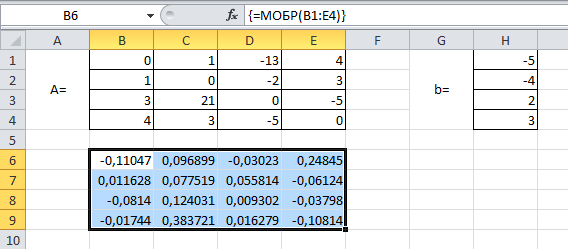 B6 fx {=МОБР(B1:E4)}
A B C D E F G H
1 0 1 -13 4 -5
2 1 0 -2 3 -4
A= b=
3 3 21 0 -5 2
4 4 3 -5 0 3
5
6 -0,11047 0,096899 -0,03023 0,24845
7 0,011628 0,077519 0,055814 -0,06124
8 -0,0814 0,124031 0,009302 -0,03798
9 -0,01744 0,383721 0,016279 -0,10814
10